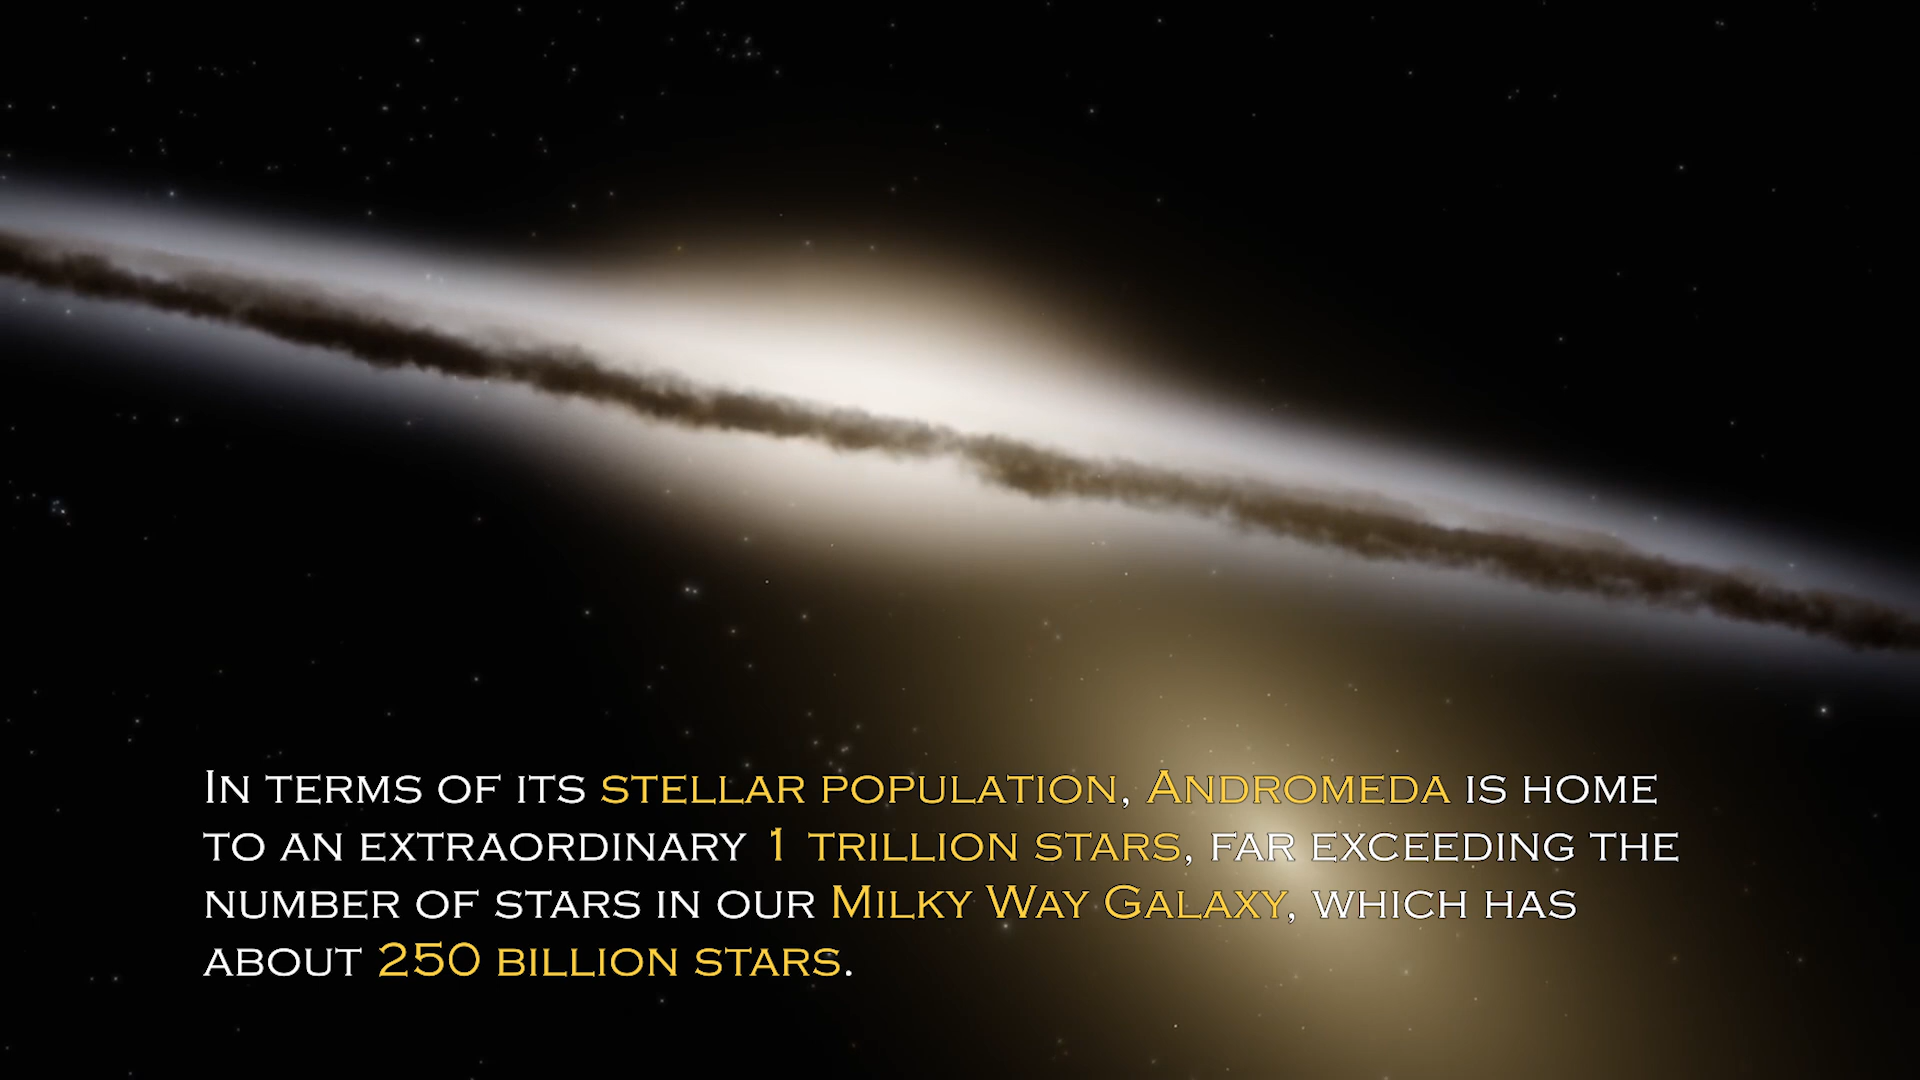 In terms of its stellar population, Andromeda is home
to an extraordinary 1 trillion stars, far exceeding the
number of stars in our Milky Way Galaxy, which has
about 250 billion stars.